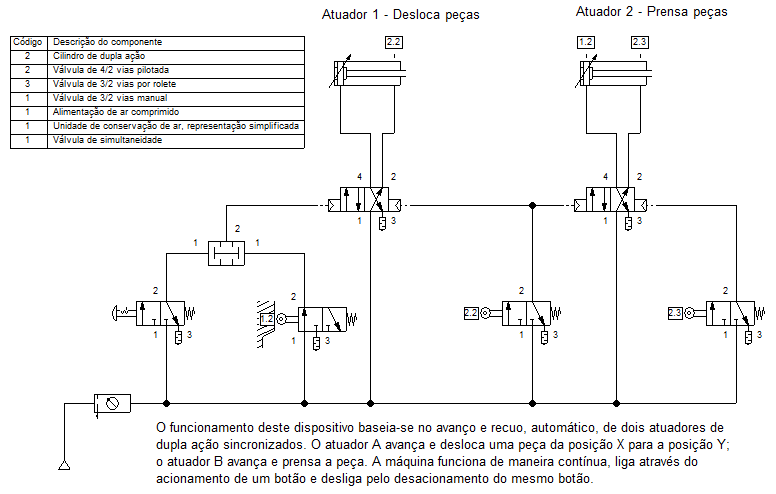 Atuador 1 - Desloca peças
Atuador 2 - Prensa peças
2.2
1.2 2.3
Código Descrição do componente
2 Cilindro de dupla ação
2 Válvula de 4/2 vias pilotada
3 Válvula de 3/2 vias por rolete
1 Válvula de 3/2 vias manual
1 Alimentação de ar comprimido
1 Unidade de conservação de ar, representação simplificada
1 Válvula de simultaneidade
4 2
4 2
1 3
1 3
2
1 1
2
2
2
2
1.2
2.2
2.3
1 3
1 3
1 3
1 3
O funcionamento deste dispositivo baseia-se no avanço e recuo, automático, de dois atuadores de
dupla ação sincronizados. O atuador A avança e desloca uma peça da posição X para a posição Y;
o atuador B avança e prensa a peça. A máquina funciona de maneira contínua, liga através do
acionamento de um botão e desliga pelo desacionamento do mesmo botão.